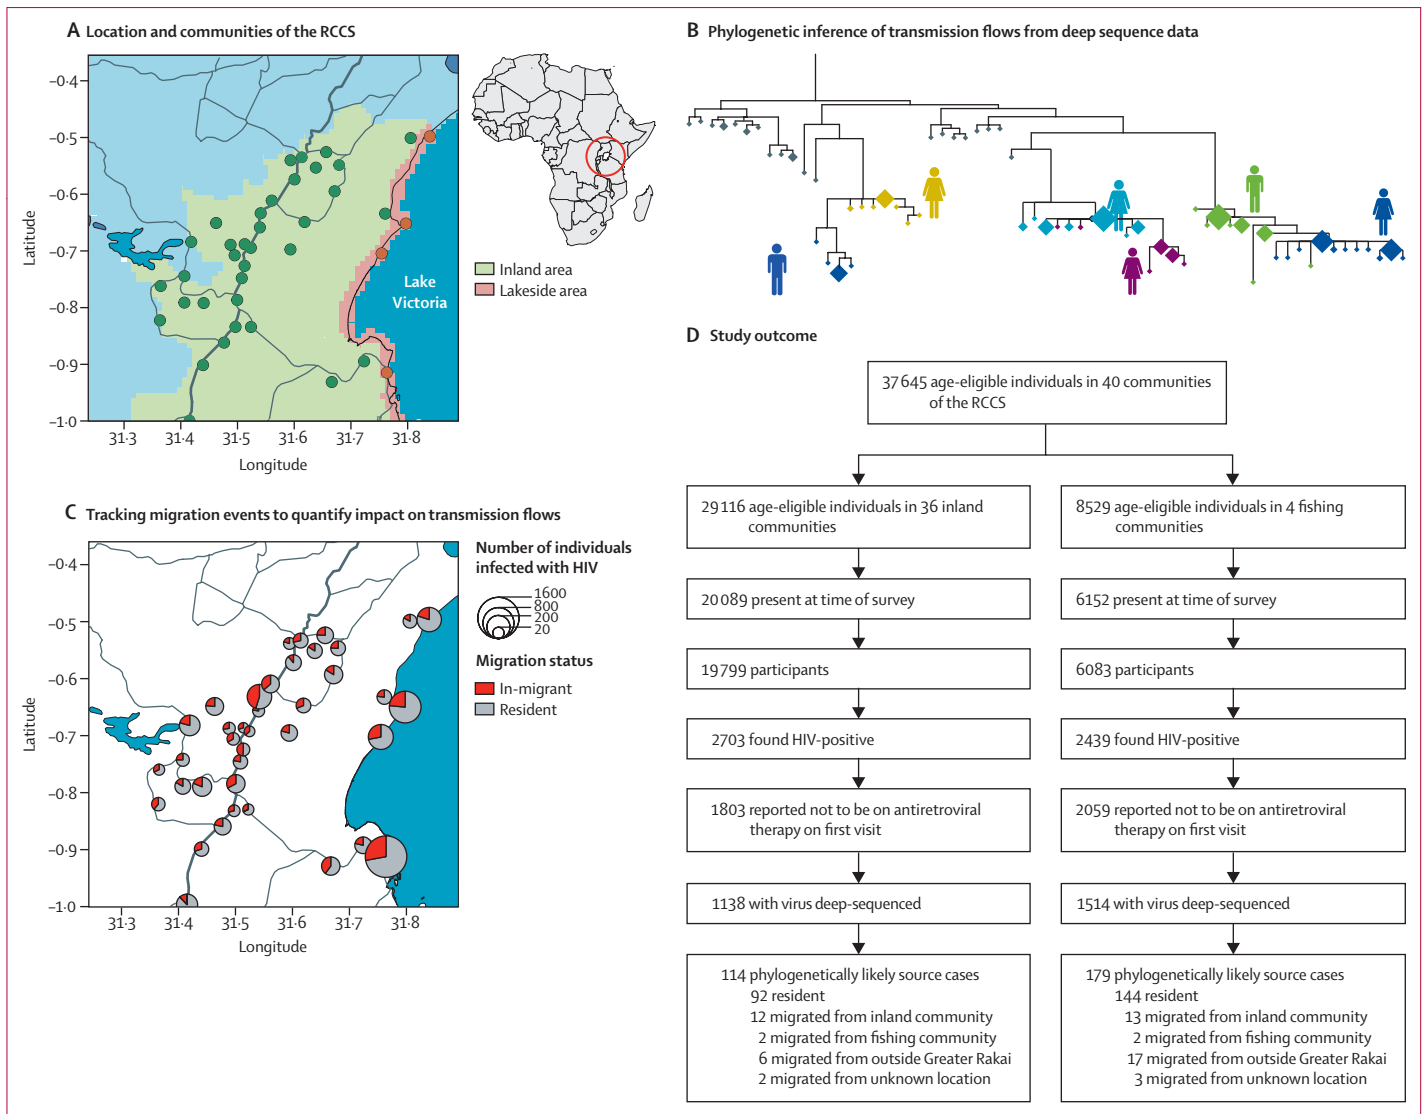 A Location and communities of the RCCS
–0·4
–0·5
–0·6
–0·7
–0·8
–0·9
–1·0
Latitude
31·3 31·4 31·5 31·6 31·7 31·8
Longitude
Lake
Victoria
Inland area
Lakeside area
B Phylogenetic inference of transmission flows from deep sequence data
C Tracking migration events to quantify impact on transmission flows
–0·4
–0·5
–0·6
–0·7
–0·8
–0·9
–1·0
Latitude
31·3 31·4 31·5 31·6 31·7 31·8
Longitude
Number of individuals
infected with HIV
1600
800
200
20
Migration status
In-migrant
Resident
D Study outcome
37 645 age-eligible individuals in 40 communities
of the RCCS
29 116 age-eligible individuals in 36 inland
communities
20 089 present at time of survey
19 799 participants
2703 found HIV-positive
1803 reported not to be on antiretroviral
therapy on first visit
1138 with virus deep-sequenced
114 phylogenetically likely source cases
92 resident
12 migrated from inland community
2 migrated from fishing community
6 migrated from outside Greater Rakai
2 migrated from unknown location
8529 age-eligible individuals in 4 fishing
communities
6152 present at time of survey
6083 participants
2439 found HIV-positive
2059 reported not to be on antiretroviral
therapy on first visit
1514 with virus deep-sequenced
179 phylogenetically likely source cases
144 resident
13 migrated from inland community
2 migrated from fishing community
17 migrated from outside Greater Rakai
3 migrated from unknown location